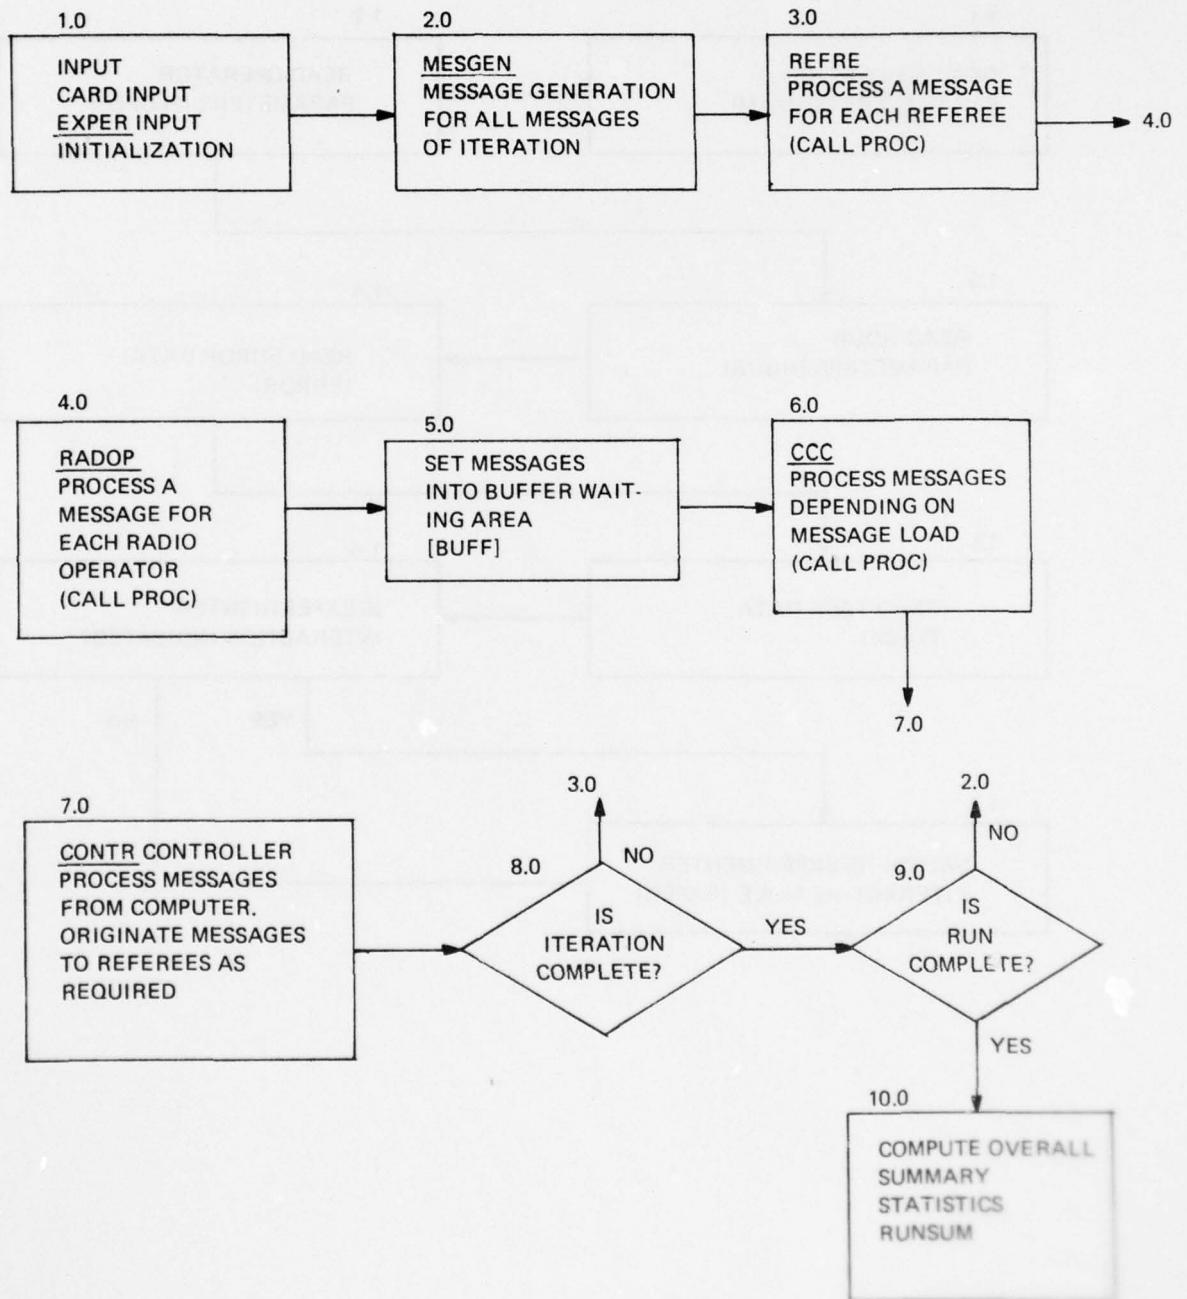 1.0
INPUT
CARD INPUT
EXPER INPUT
INITIALIZATION
2.0
MESGEN
MESSAGE GENERATION
FOR ALL MESSAGES
OF ITERATION
3.0
REFRE
PROCESS A MESSAGE
FOR EACH REFEREE
(CALL PROC)
4.0
4.0
RADOP
PROCESS A
MESSAGE FOR
EACH RADIO
OPERATOR
(CALL PROC)
5.0
SET MESSAGES
INTO BUFFER WAIT-
ING AREA
[BUFF]
6.0
CCC
PROCESS MESSAGES
DEPENDING ON
MESSAGE LOAD
(CALL PROC)
7.0
7.0
CONTR CONTROLLER
PROCESS MESSAGES
FROM COMPUTER.
ORIGINATE MESSAGES
TO REFEREES AS
REQUIRED
3.0
NO
8.0
IS
ITERATION
COMPLETE?
YES
2.0
NO
9.0
IS
RUN
COMPLETE?
YES
10.0
COMPUTE OVERALL
SUMMARY
STATISTICS
RUNSUM